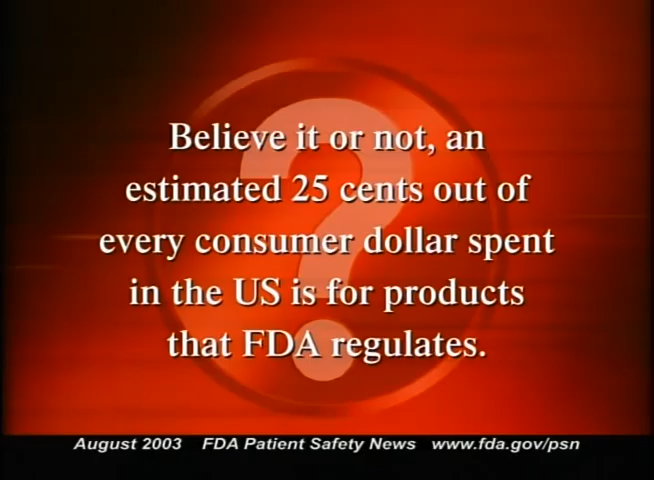 Believe it or not, an
estimated 25 cents out of
every consumer dollar spent
in the US is for products
that FDA regulates.
August 2003 FDA Patient Safety News www.fda.gov/psn